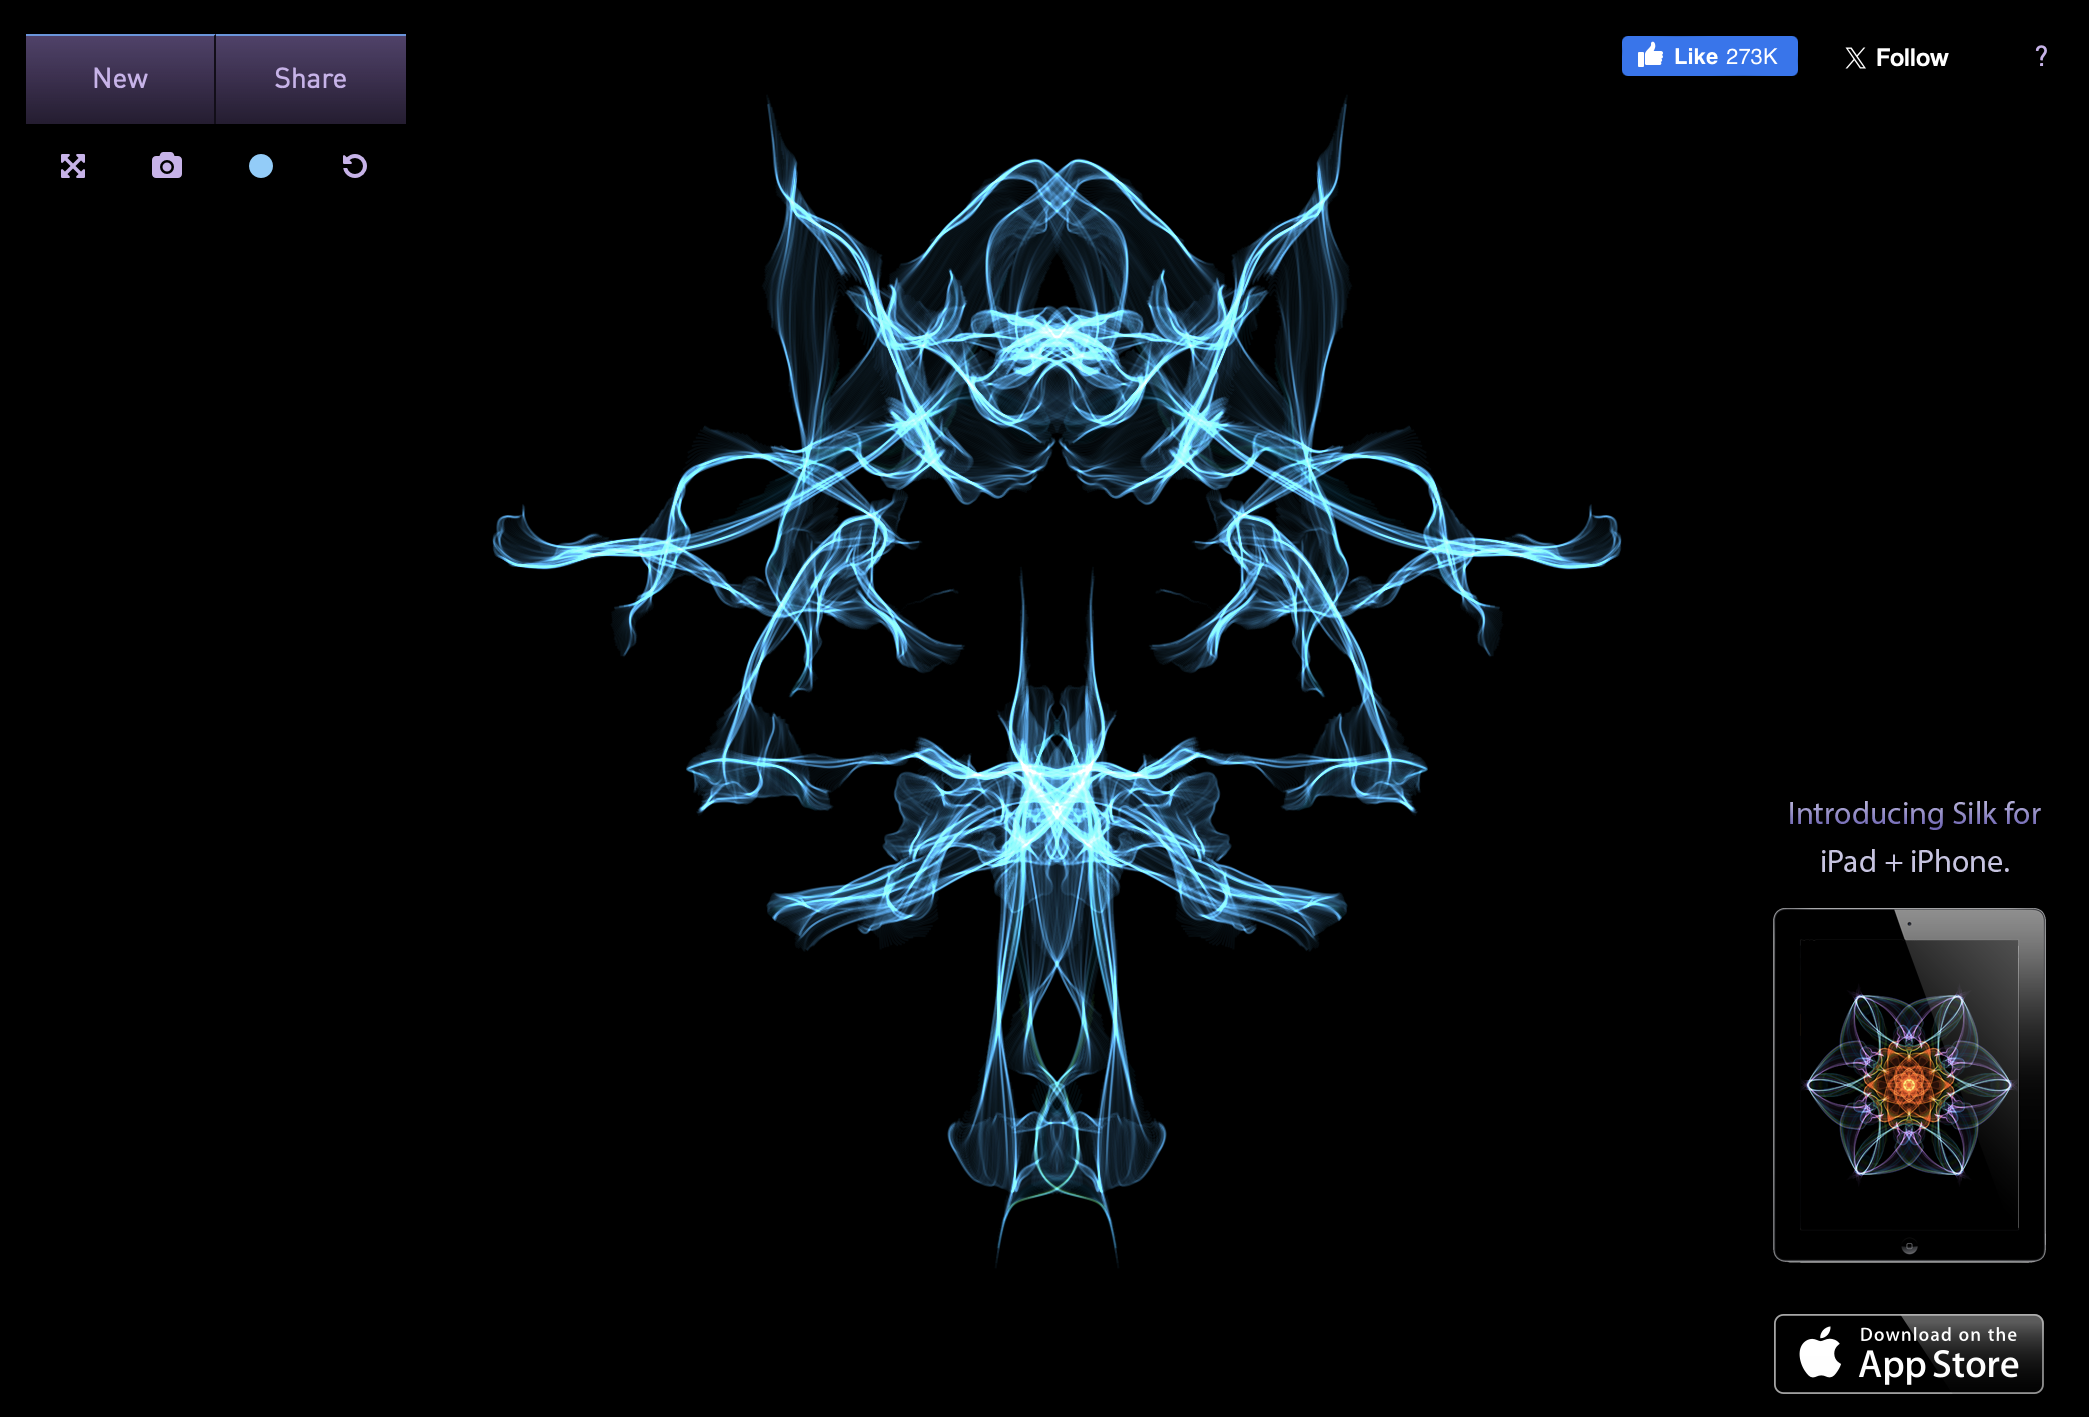 New
Share
Like 273K
Follow
?
Introducing Silk for
iPad + iPhone.
Download on the
App Store